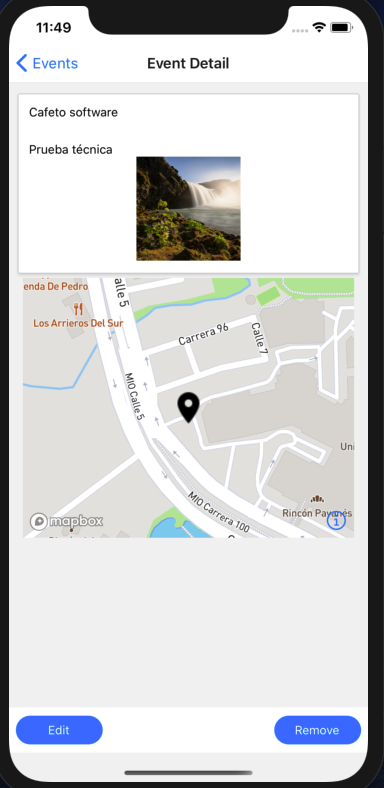 11:49
Events
Event Detail
Cafeto software
Prueba técnica
enda De Pedro
alle 5
Los Arrieros Del Sur
Carrera 96
Calle 7
MIO Calle 5
Uni
MIO Carrera 100
Rincón Payanés
mapbox
Edit
Remove